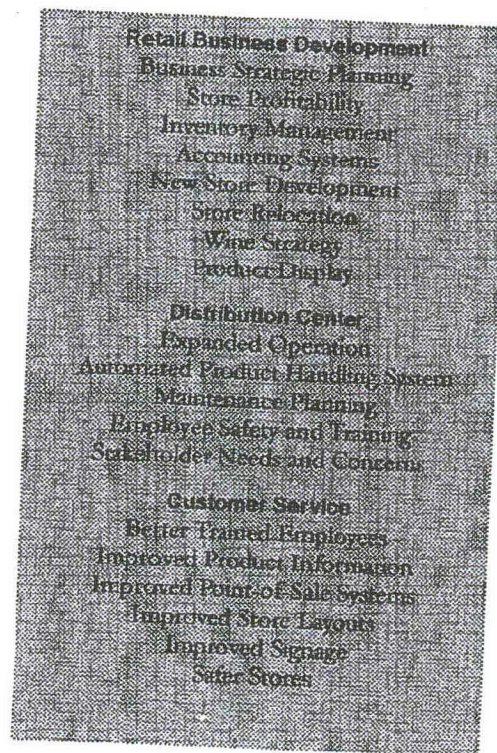 Retail Business Development
Business Strategic Planning
Store Profitability
Inventory Management
Accounting Systems
New Store Development
Store Relocation
Wine Strategy
Product Display
Distribution Center
Expanded Operation
Automated Product Handling System
Maintenance Planning
Employee Safety and Training
Stakeholder Needs and Concerns
Customer Service
Better Trained Employees
Improved Product Information
Improved Point-of-Sale Systems
Improved Store Layouts
Improved Signage
Safer Stores